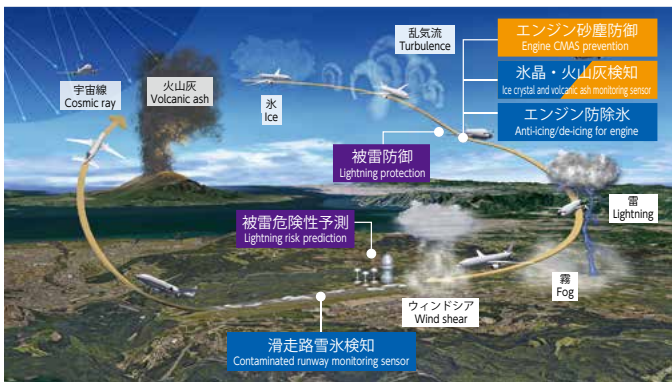 乱気流
Turbulence
エンジン砂塵防御
Engine CMAS prevention
宇宙線
Cosmic ray
火山灰
Volcanic ash
氷
Ice
氷晶・火山灰検知
Ice crystal and volcanic ash monitoring sensor
エンジン防除氷
Anti-icing/de-icing for engine
被雷防御
Lightning protection
雷
Lightning
被雷危険性予測
Lightning risk prediction
霧
Fog
ウィンドシア
Wind shear
滑走路雪氷検知
Contaminated runway monitoring sensor